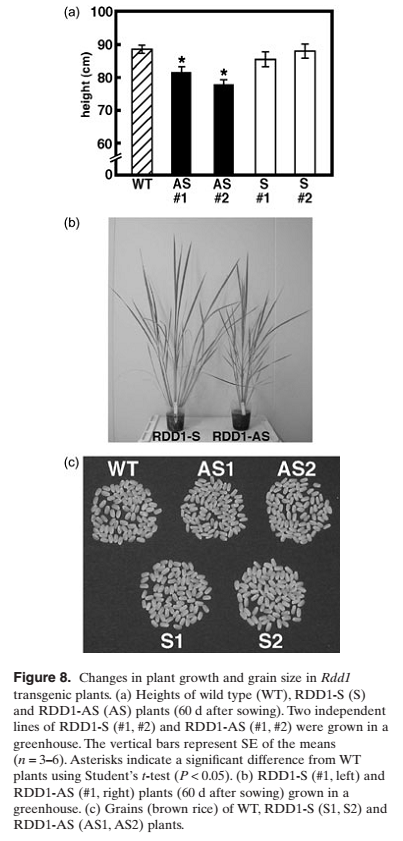 (a)
100
90
80
70
60
0
height (cm)
*
*
WT AS AS S S
#1 #2 #1 #2
(b)
RDD1-S RDD1-AS
(c)
WT AS1 AS2
S1 S2
Figure 8. Changes in plant growth and grain size in Rdd1
transgenic plants. (a) Heights of wild type (WT), RDD1-S (S)
and RDD1-AS (AS) plants (60 d after sowing). Two independent
lines of RDD1-S (#1, #2) and RDD1-AS (#1, #2) were grown in a
greenhouse. The vertical bars represent SE of the means
(n = 3–6). Asterisks indicate a significant difference from WT
plants using Student's t-test (P < 0.05). (b) RDD1-S (#1, left) and
RDD1-AS (#1, right) plants (60 d after sowing) grown in a
greenhouse. (c) Grains (brown rice) of WT, RDD1-S (S1, S2) and
RDD1-AS (AS1, AS2) plants.